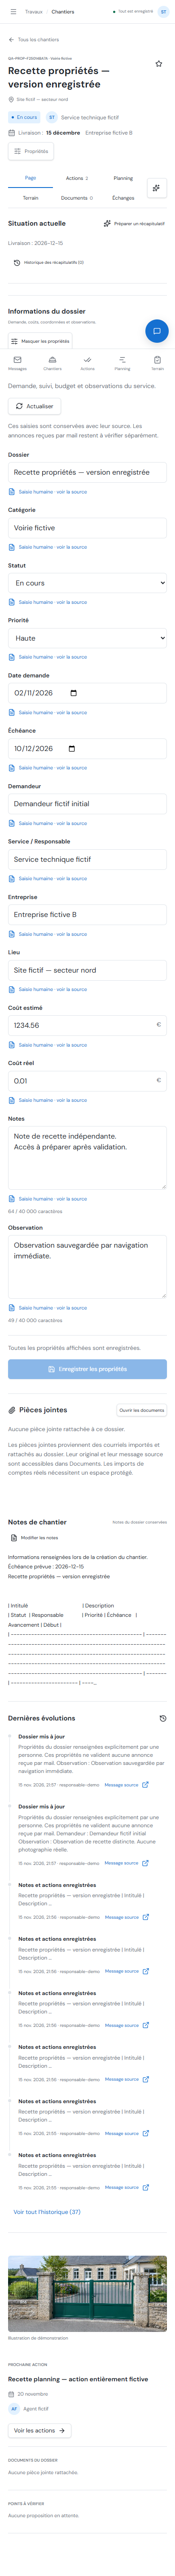 Travaux
Chantiers
Tout est enregistré
ST
Tous les chantiers
Recette propriétés —
version enregistrée
Site fictif — secteur nord
En cours
ST
Service technique fictif
Livraison : 15 décembre · Entreprise fictive B
Propriétés
Page
Actions 2
Planning
Terrain
Documents 0
Échanges
Situation actuelle
Préparer un récapitulatif
Livraison : 2026-12-15
Historique des récapitulatifs (0)
Informations du dossier
Demande, coûts, coordonnées et observations.
Masquer les propriétés
Messages
Chantiers
Actions
Planning
Terrain
Demande, suivi, budget et observations du service.
Actualiser
Ces saisies sont conservées avec leur source. Les
annonces reçues par mail restent à vérifier séparément.
Dossier
Recette propriétés — version enregistrée
Saisie humaine · voir la source
Catégorie
Voirie fictive
Saisie humaine · voir la source
Statut
En cours
Saisie humaine · voir la source
Priorité
Haute
Saisie humaine · voir la source
Date demande
02/11/2026
Saisie humaine · voir la source
Échéance
10/12/2026
Saisie humaine · voir la source
Demandeur
Demandeur fictif initial
Saisie humaine · voir la source
Service / Responsable
Service technique fictif
Saisie humaine · voir la source
Entreprise
Entreprise fictive B
Saisie humaine · voir la source
Lieu
Site fictif — secteur nord
Saisie humaine · voir la source
Coût estimé
1234.56 €
Saisie humaine · voir la source
Coût réel
0.01 €
Saisie humaine · voir la source
Notes
Note de recette indépendante.
Accès à préparer après validation.
Saisie humaine · voir la source
64 / 40 000 caractères
Observation
Observation sauvegardée par navigation
immédiate.
Saisie humaine · voir la source
49 / 40 000 caractères
Toutes les propriétés affichées sont enregistrées.
Enregistrer les propriétés
Pièces jointes
Ouvrir les documents
Aucune pièce jointe rattachée à ce dossier.
Les pièces jointes proviennent des courriels importés et
rattachés au dossier. Leur original et leur message source
sont accessibles dans Documents. Les imports de
comptes réels nécessitent un espace protégé.
Notes de chantier
Notes du dossier conservées
Modifier les notes
Informations renseignées lors de la création du chantier.
Échéance prévue : 2026-12-15
Recette propriétés — version enregistrée
| Intitulé | Description
| Statut | Responsable | Priorité | Échéance |
Avancement | Début |
Dernières évolutions
Dossier mis à jour
Propriétés du dossier renseignées explicitement par une
personne. Ces propriétés ne valident aucune annonce
reçue par mail. Observation : Observation sauvegardée par
navigation immédiate.
15 nov. 2026, 21:57 · responsable-demo
Message source
Dossier mis à jour
Propriétés du dossier renseignées explicitement par une
personne. Ces propriétés ne valident aucune annonce
reçue par mail. Demandeur : Demandeur fictif initial
Observation : Observation de recette distincte. Aucune
photographie réelle.
15 nov. 2026, 21:57 · responsable-demo
Message source
Notes et actions enregistrées
Recette propriétés — version enregistrée | Intitulé |
Description ...
15 nov. 2026, 21:56 · responsable-demo
Message source
Notes et actions enregistrées
Recette propriétés — version enregistrée | Intitulé |
Description ...
15 nov. 2026, 21:56 · responsable-demo
Message source
Notes et actions enregistrées
Recette propriétés — version enregistrée | Intitulé |
Description ...
15 nov. 2026, 21:56 · responsable-demo
Message source
Notes et actions enregistrées
Recette propriétés — version enregistrée | Intitulé |
Description ...
15 nov. 2026, 21:56 · responsable-demo
Message source
Notes et actions enregistrées
Recette propriétés — version enregistrée | Intitulé |
Description ...
15 nov. 2026, 21:55 · responsable-demo
Message source
Notes et actions enregistrées
Recette propriétés — version enregistrée | Intitulé |
Description ...
15 nov. 2026, 21:55 · responsable-demo
Message source
Voir tout l'historique (37)
Illustration de démonstration
PROCHAINE ACTION
Recette planning — action entièrement fictive
20 novembre
AF
Agent fictif
Voir les actions
DOCUMENTS DU DOSSIER
Aucune pièce jointe rattachée.
POINTS À VÉRIFIER
Aucune proposition en attente.